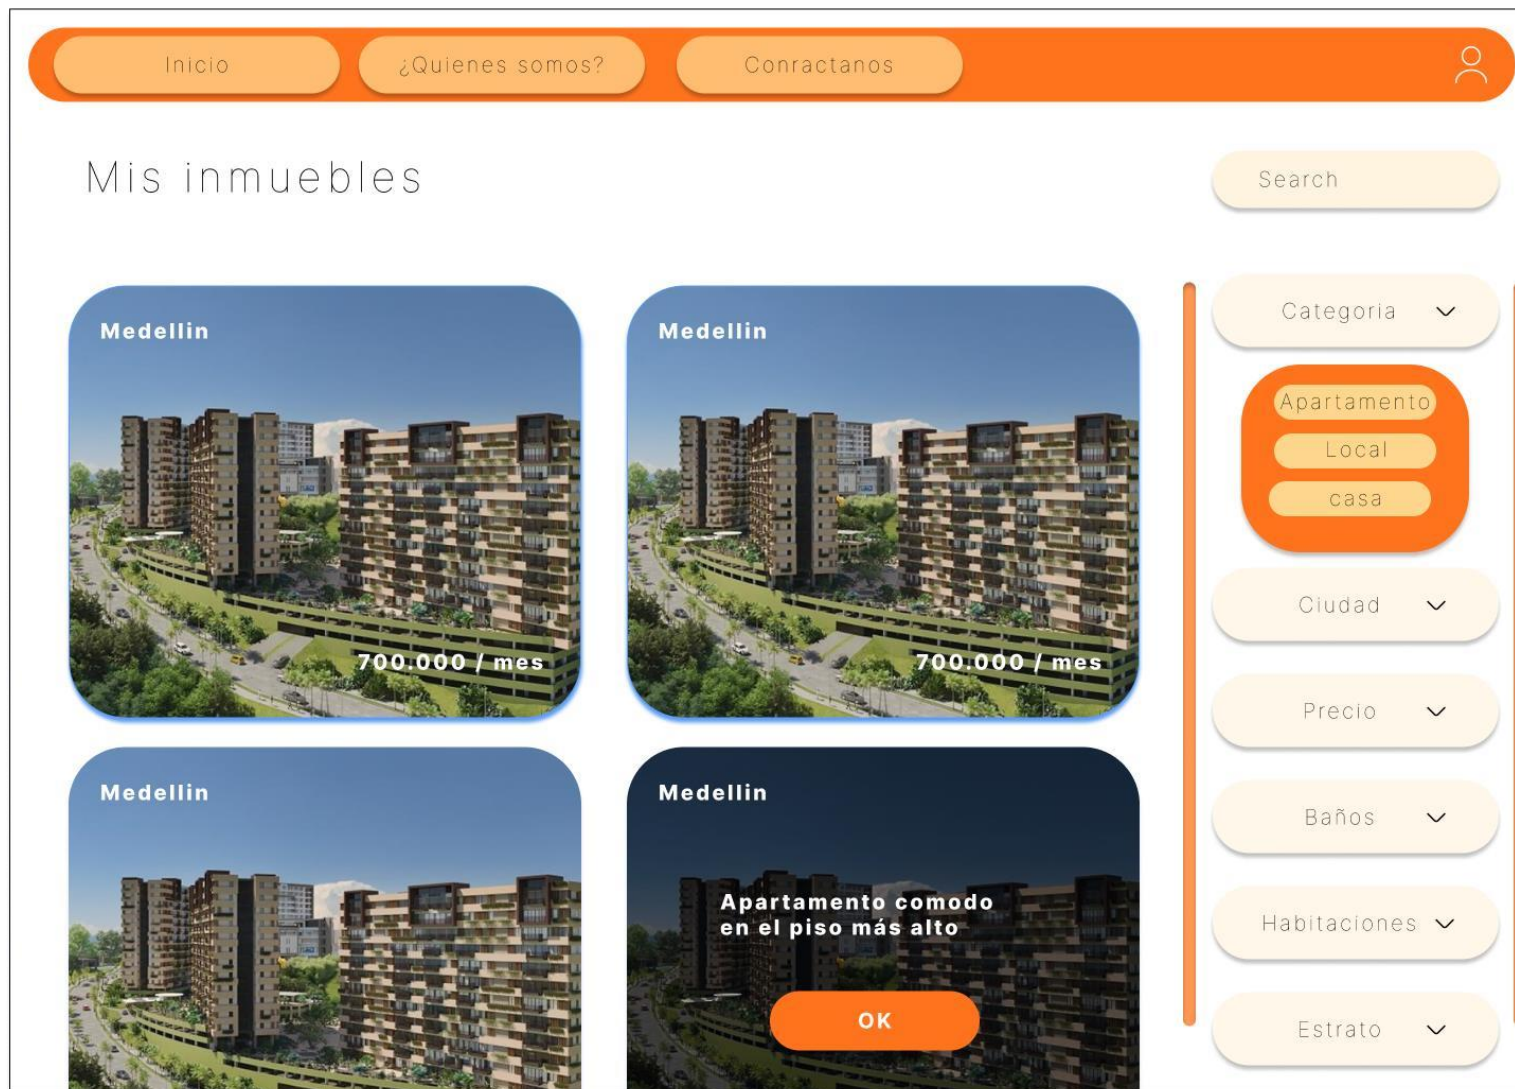 Inicio
¿Quienes somos?
Conractanos
Mis inmuebles
Search
Medellin
700.000 / mes
Medellin
700.000 / mes
Medellin
Medellin
Apartamento comodo
en el piso más alto
OK
Categoria
Apartamento
Local
casa
Ciudad
Precio
Baños
Habitaciones
Estrato